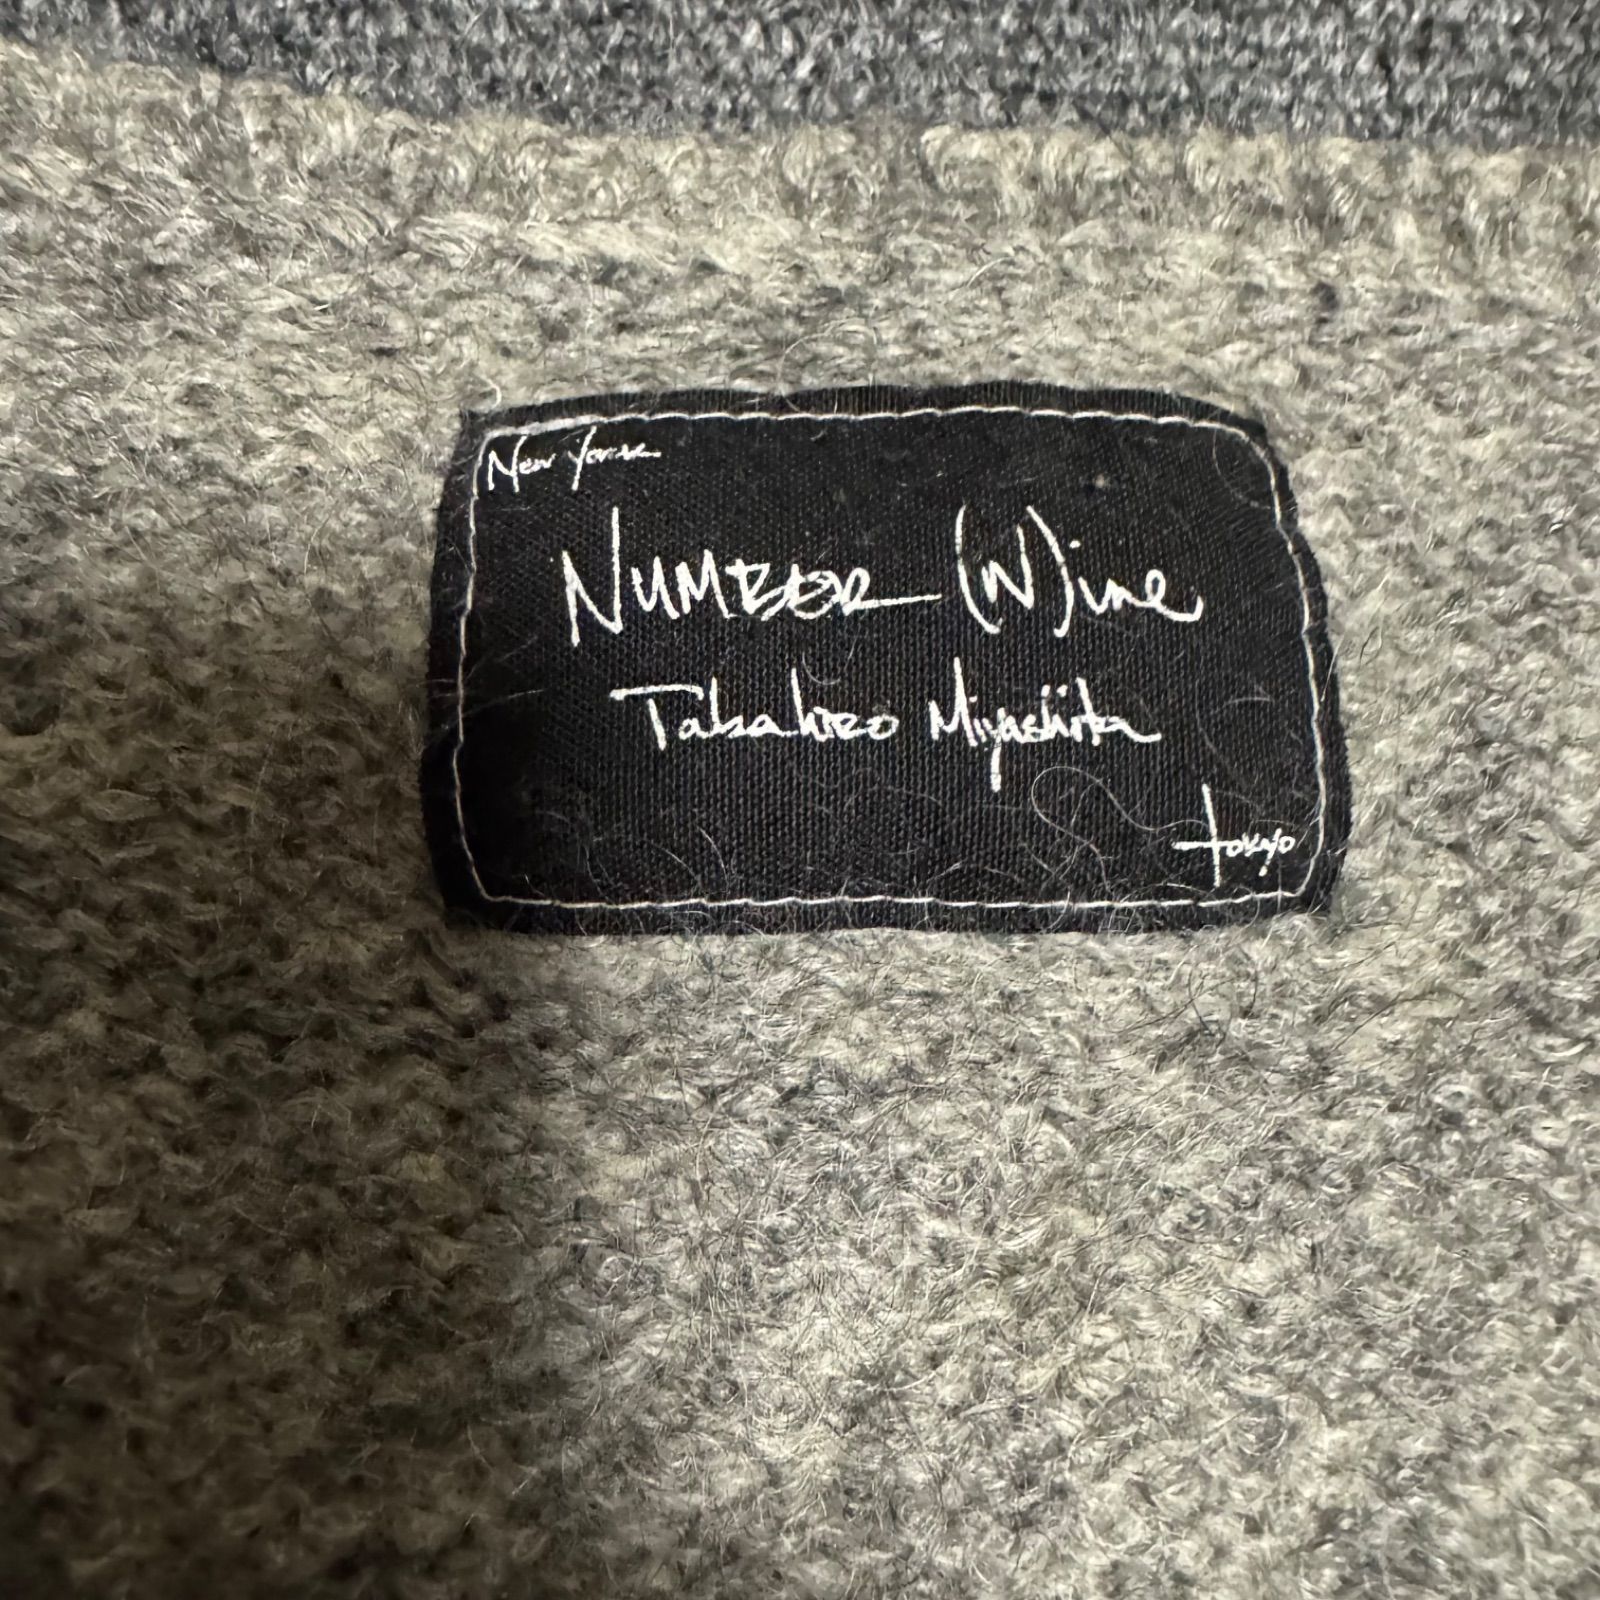 New York
NUMBER (N)ine
Takahiro Miyashita
tokyo